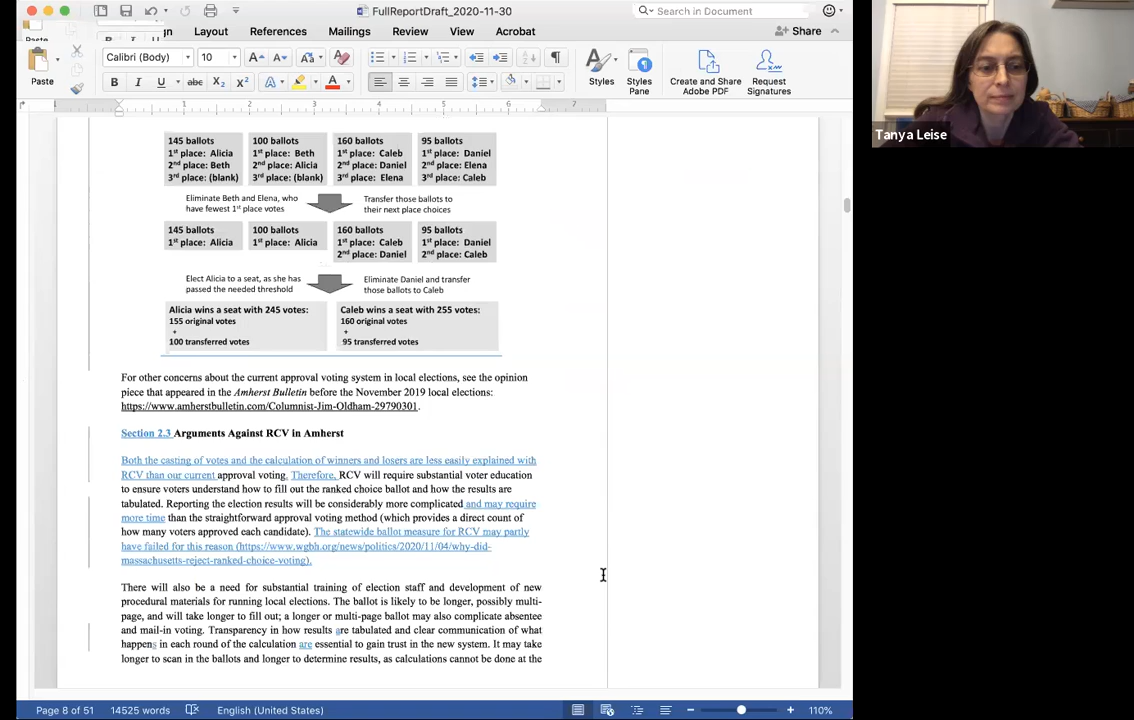 FullReportDraft_2020-11-30
Search in Document
Layout References Mailings Review View Acrobat
Share
Paste
Calibri (Body) 10
Styles
Styles Pane
Create and Share Adobe PDF
Request Signatures
1 2 3 4 5 6 7
145 ballots
1st place: Alicia
2nd place: Beth
3rd place: (blank)
100 ballots
1st place: Beth
2nd place: Alicia
3rd place: (blank)
160 ballots
1st place: Caleb
2nd place: Daniel
3rd place: Elena
95 ballots
1st place: Daniel
2nd place: Elena
3rd place: Caleb
Eliminate Beth and Elena, who
have fewest 1st place votes
Transfer those ballots to
their next place choices
145 ballots
1st place: Alicia
100 ballots
1st place: Alicia
160 ballots
1st place: Caleb
2nd place: Daniel
95 ballots
1st place: Daniel
2nd place: Caleb
Elect Alicia to a seat, as she has
passed the needed threshold
Eliminate Daniel and transfer
those ballots to Caleb
Alicia wins a seat with 245 votes:
155 original votes
+
100 transferred votes
Caleb wins a seat with 255 votes:
160 original votes
+
95 transferred votes
For other concerns about the current approval voting system in local elections, see the opinion
piece that appeared in the Amherst Bulletin before the November 2019 local elections:
https://www.amherstbulletin.com/Columnist-Jim-Oldham-29790301.
Section 2.3 Arguments Against RCV in Amherst
Both the casting of votes and the calculation of winners and losers are less easily explained with
RCV than our current approval voting. Therefore, RCV will require substantial voter education
to ensure voters understand how to fill out the ranked choice ballot and how the results are
tabulated. Reporting the election results will be considerably more complicated and may require
more time than the straightforward approval voting method (which provides a direct count of
how many voters approved each candidate). The statewide ballot measure for RCV may partly
have failed for this reason (https://www.wgbh.org/news/politics/2020/11/04/why-did-
massachusetts-reject-ranked-choice-voting).
There will also be a need for substantial training of election staff and development of new
procedural materials for running local elections. The ballot is likely to be longer, possibly multi-
page, and will take longer to fill out; a longer or multi-page ballot may also complicate absentee
and mail-in voting. Transparency in how results are tabulated and clear communication of what
happens in each round of the calculation are essential to gain trust in the new system. It may take
longer to scan in the ballots and longer to determine results, as calculations cannot be done at the
Page 8 of 51 14525 words English (United States) 110%
Tanya Leise